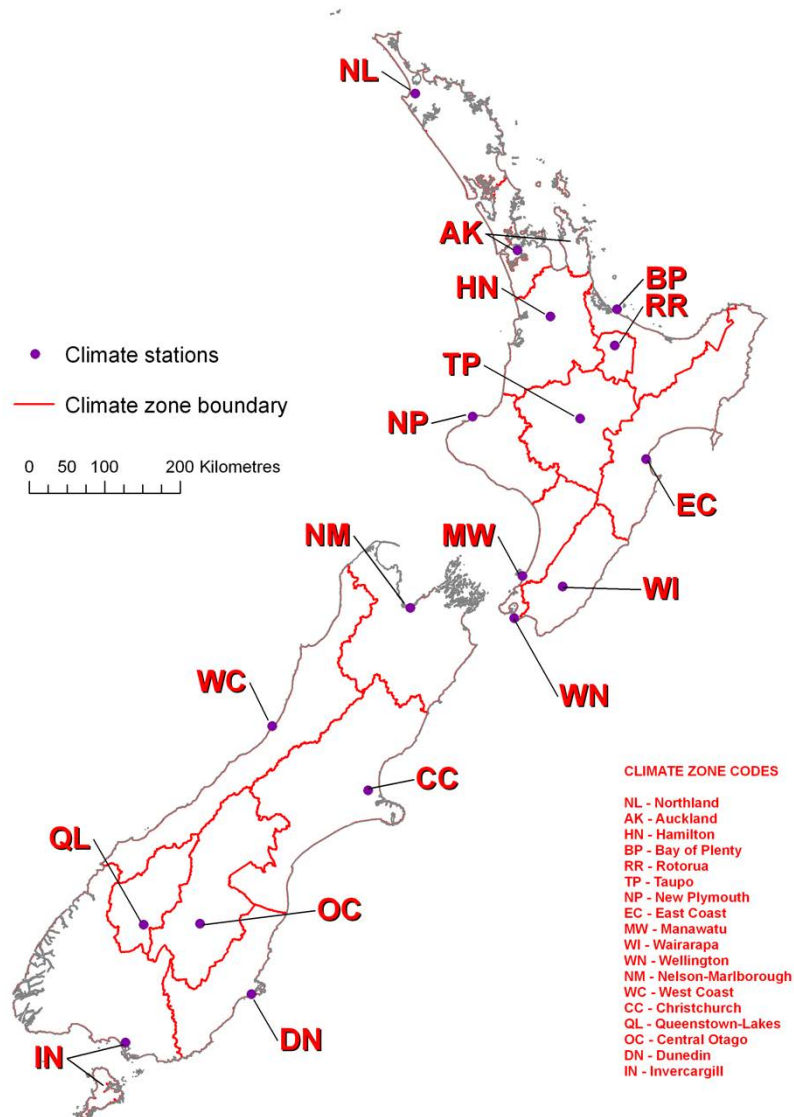 NL
AK
BP
HN
RR
Climate stations
TP
Climate zone boundary
NP
0 50 100 200 Kilometres
EC
NM
MW
WI
WC
WN
CC
QL
OC
DN
IN
CLIMATE ZONE CODES
NL - Northland
AK - Auckland
HN - Hamilton
BP - Bay of Plenty
RR - Rotorua
TP - Taupo
NP - New Plymouth
EC - East Coast
MW - Manawatu
WI - Wairarapa
WN - Wellington
NM - Nelson-Marlborough
WC - West Coast
CC - Christchurch
QL - Queenstown-Lakes
OC - Central Otago
DN - Dunedin
IN - Invercargill